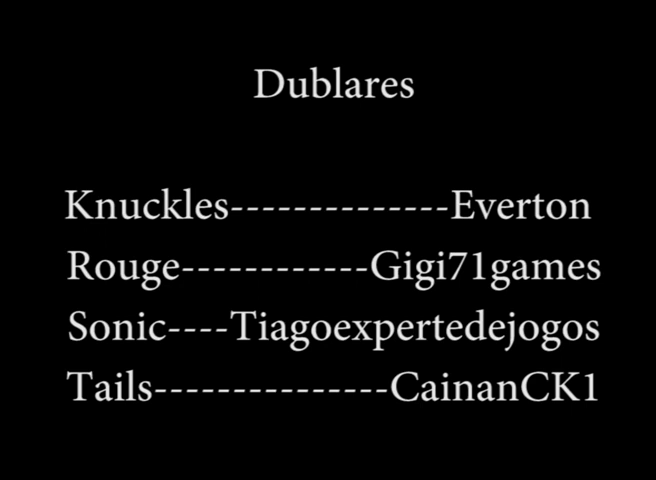 Dublares
Knuckles--------------Everton
Rouge------------Gigi71games
Sonic----Tiagoexpertedejogos
Tails---------------CainanCK1